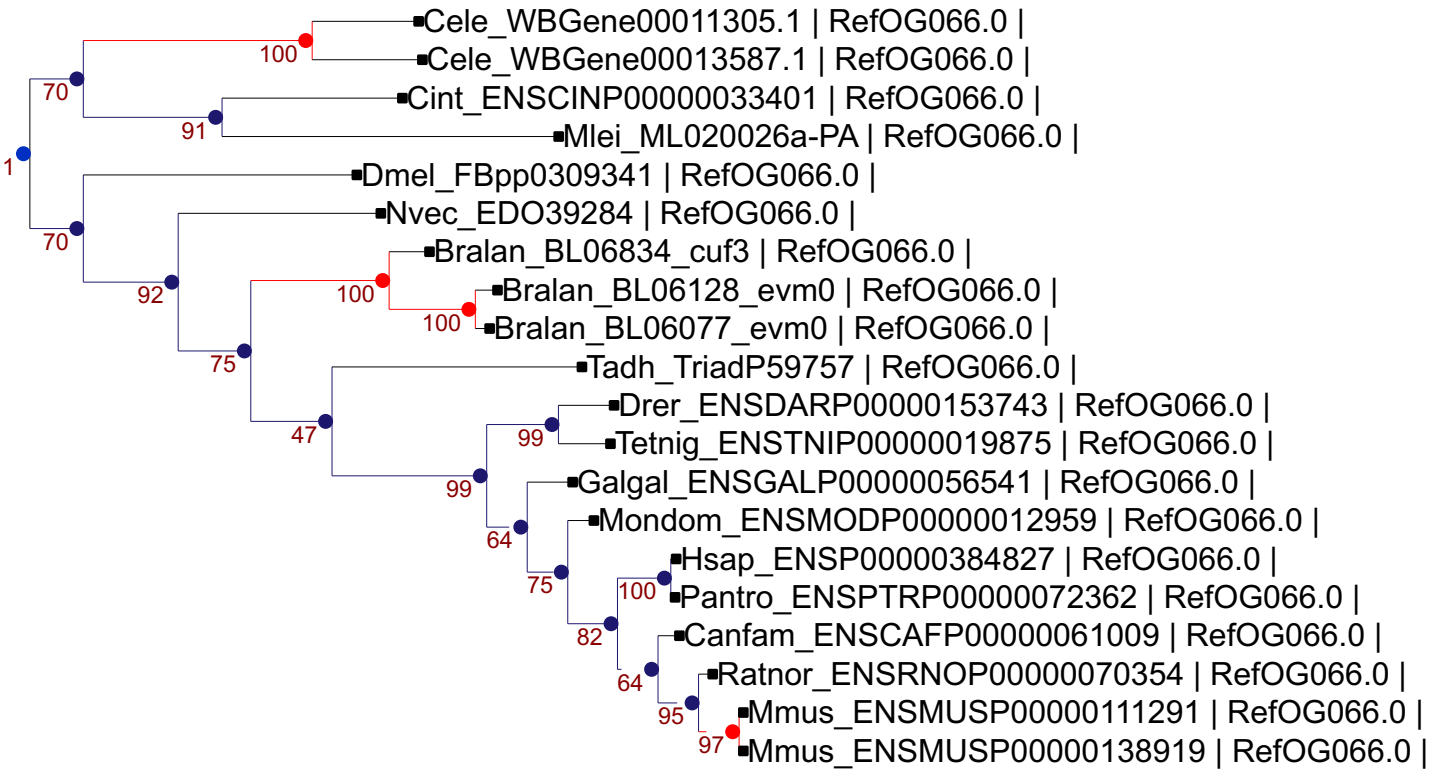 Cele_WBGene00011305.1 | RefOG066.0 |
100
Cele_WBGene00013587.1 | RefOG066.0 |
70
Cint_ENSCINP00000033401 | RefOG066.0 |
91
Mlei_ML020026a-PA | RefOG066.0 |
1
Dmel_FBpp0309341 | RefOG066.0 |
Nvec_EDO39284 | RefOG066.0 |
70
Bralan_BL06834_cuf3 | RefOG066.0 |
92
100
Bralan_BL06128_evm0 | RefOG066.0 |
100
Bralan_BL06077_evm0 | RefOG066.0 |
75
Tadh_TriadP59757 | RefOG066.0 |
Drer_ENSDARP00000153743 | RefOG066.0 |
47
99
Tetnig_ENSTNIP00000019875 | RefOG066.0 |
99
Galgal_ENSGALP00000056541 | RefOG066.0 |
Mondom_ENSMODP00000012959 | RefOG066.0 |
64
Hsap_ENSP00000384827 | RefOG066.0 |
75
100
Pantro_ENSPTRP00000072362 | RefOG066.0 |
82
Canfam_ENSCAFP00000061009 | RefOG066.0 |
64
Ratnor_ENSRNOP00000070354 | RefOG066.0 |
95
Mmus_ENSMUSP00000111291 | RefOG066.0 |
97
Mmus_ENSMUSP00000138919 | RefOG066.0 |